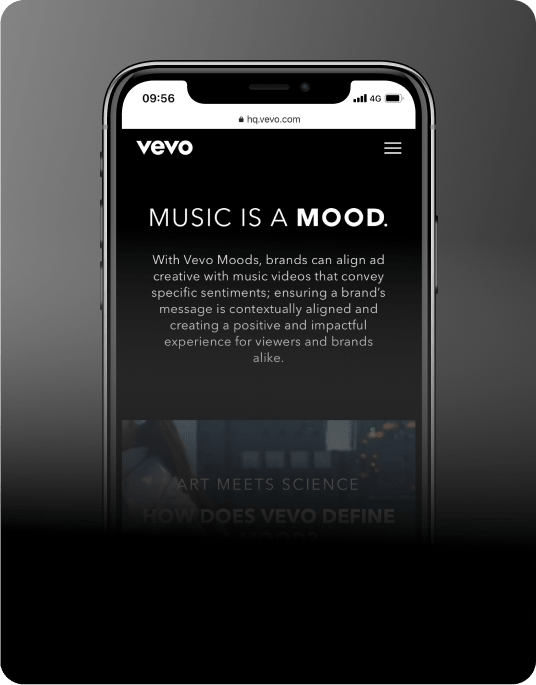 09:56
4G
hq.vevo.com
vevo
MUSIC IS A MOOD.
With Vevo Moods, brands can align ad
creative with music videos that convey
specific sentiments; ensuring a brand's
message is contextually aligned and
creating a positive and impactful
experience for viewers and brands
alike.
ART MEETS SCIENCE
HOW DOES VEVO DEFINE
A MOOD?